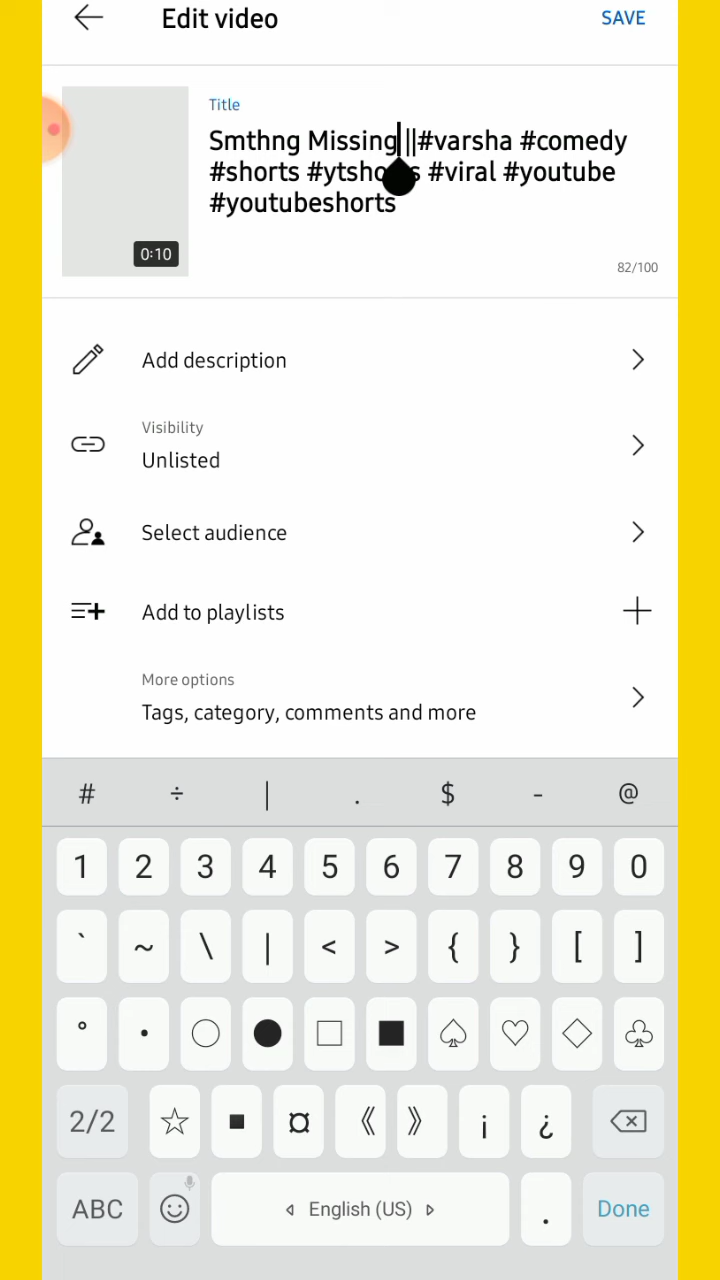 Edit video
SAVE
Title
Smthng Missing ||#varsha #comedy
#shorts #ytshorts #viral #youtube
#youtubeshorts
0:10
82/100
Add description
Visibility
Unlisted
Select audience
Add to playlists
More options
Tags, category, comments and more
# ÷ | . $ - @
1 2 3 4 5 6 7 8 9 0
` ~ \ | < > { } [ ]
° • ○ ● □ ■ ♤ ♡ ◇ ♧
2/2 ☆ ▪ ¤ 《 》 ¡ ¿
ABC English (US) . Done